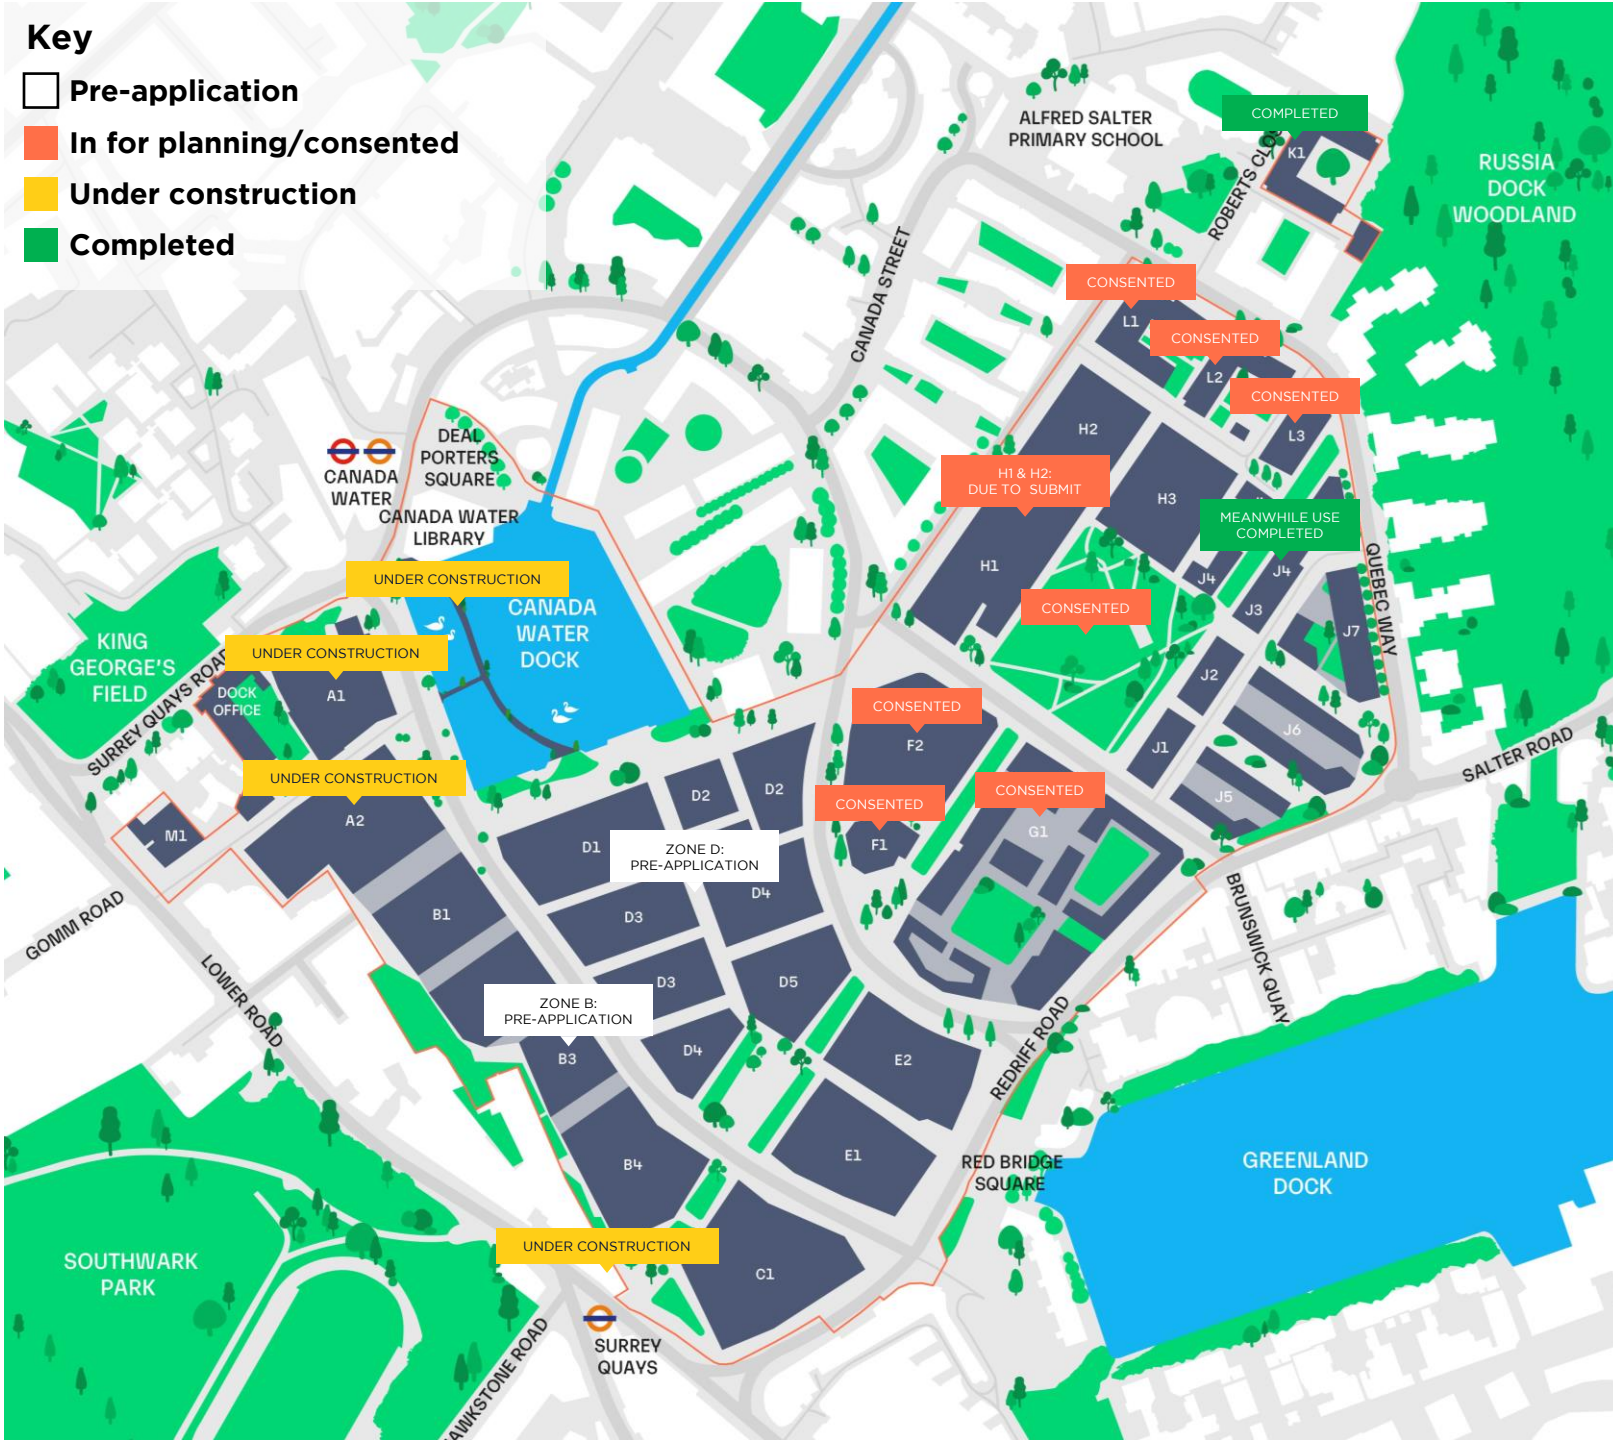 Key
Pre-application
In for planning/consented
Under construction
Completed
ALFRED SALTER
PRIMARY SCHOOL
COMPLETED
K1
ROBERTS CLOSE
RUSSIA
DOCK
WOODLAND
CANADA STREET
CONSENTED
L1
CONSENTED
L2
CONSENTED
L3
DEAL
PORTERS
SQUARE
CANADA
WATER
CANADA WATER
LIBRARY
H2
H1 & H2:
DUE TO SUBMIT
H3
MEANWHILE USE
COMPLETED
H1
J4
J4
J3
QUEBEC WAY
UNDER CONSTRUCTION
CANADA
WATER
DOCK
CONSENTED
J7
KING
GEORGE'S
FIELD
SURREY QUAYS ROAD
UNDER CONSTRUCTION
DOCK
OFFICE
A1
J2
CONSENTED
F2
J1
J6
SALTER ROAD
UNDER CONSTRUCTION
A2
D2
D2
CONSENTED
F1
CONSENTED
G1
J5
M1
D1
ZONE D:
PRE-APPLICATION
D4
GOMM ROAD
B1
D3
BRUNSWICK QUAY
LOWER ROAD
D3
D5
ZONE B:
PRE-APPLICATION
B3
D4
E2
REDRIFF ROAD
B4
E1
RED BRIDGE
SQUARE
GREENLAND
DOCK
SOUTHWARK
PARK
UNDER CONSTRUCTION
C1
SURREY
QUAYS
AWKSTONE ROAD